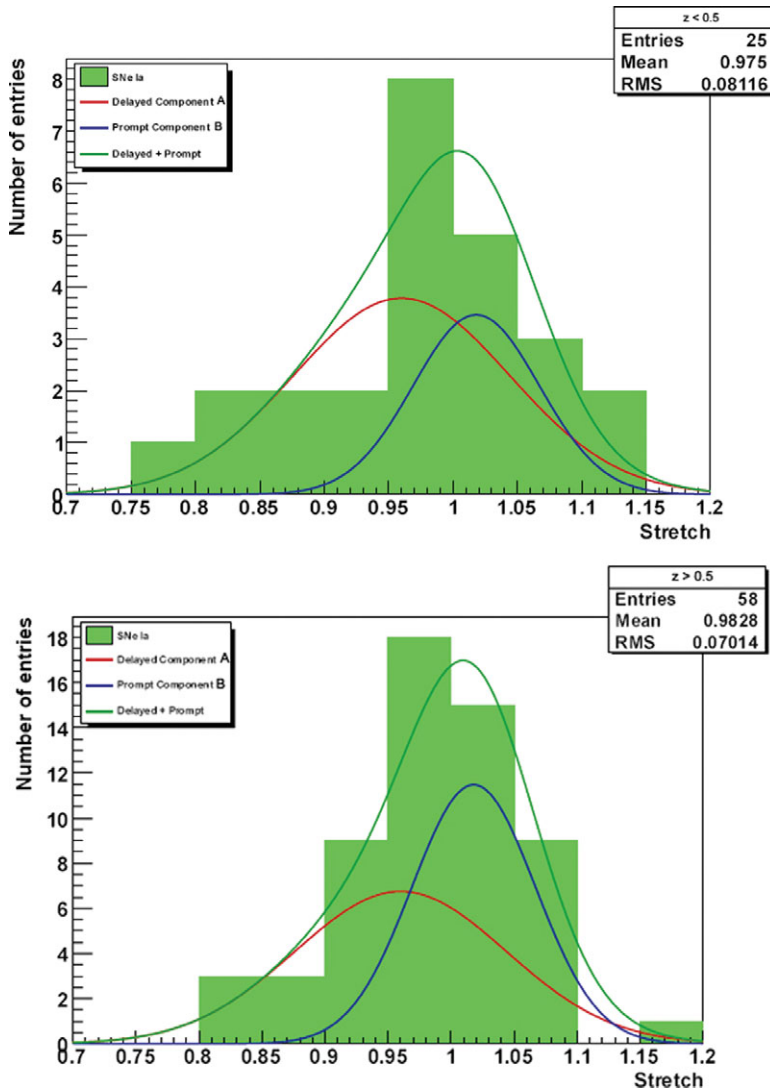 z < 0.5
Entries 25
Mean 0.975
RMS 0.08116
Number of entries
8
7
6
5
4
3
2
1
0
SNe Ia
Delayed Component A
Prompt Component B
Delayed + Prompt
0.7 0.75 0.8 0.85 0.9 0.95 1 1.05 1.1 1.15 1.2
Stretch
z > 0.5
Entries 58
Mean 0.9828
RMS 0.07014
Number of entries
18
16
14
12
10
8
6
4
2
0
SNe Ia
Delayed Component A
Prompt Component B
Delayed + Prompt
0.7 0.75 0.8 0.85 0.9 0.95 1 1.05 1.1 1.15 1.2
Stretch